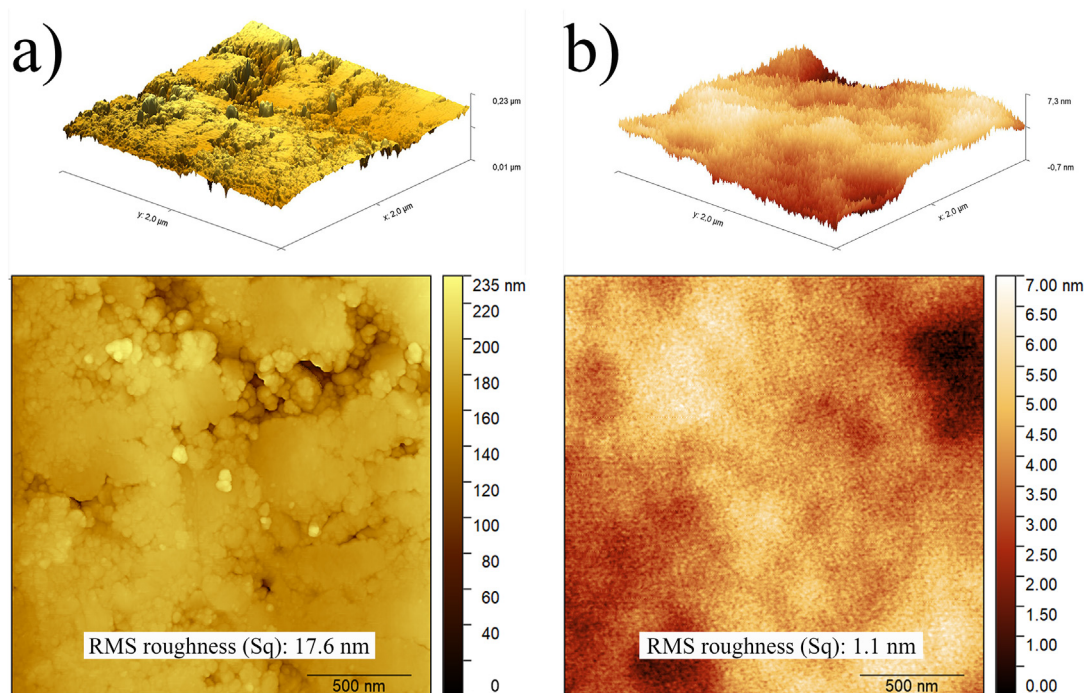 a)
0,23 µm
0,01 µm
y: 2,0 µm
x: 2,0 µm
235 nm
220
200
180
160
140
120
100
80
60
40
0
RMS roughness (Sq): 17.6 nm
500 nm
b)
7,3 nm
-0,7 nm
y: 2,0 µm
x: 2,0 µm
7.00 nm
6.50
6.00
5.50
5.00
4.50
4.00
3.50
3.00
2.50
2.00
1.50
1.00
0.00
RMS roughness (Sq): 1.1 nm
500 nm